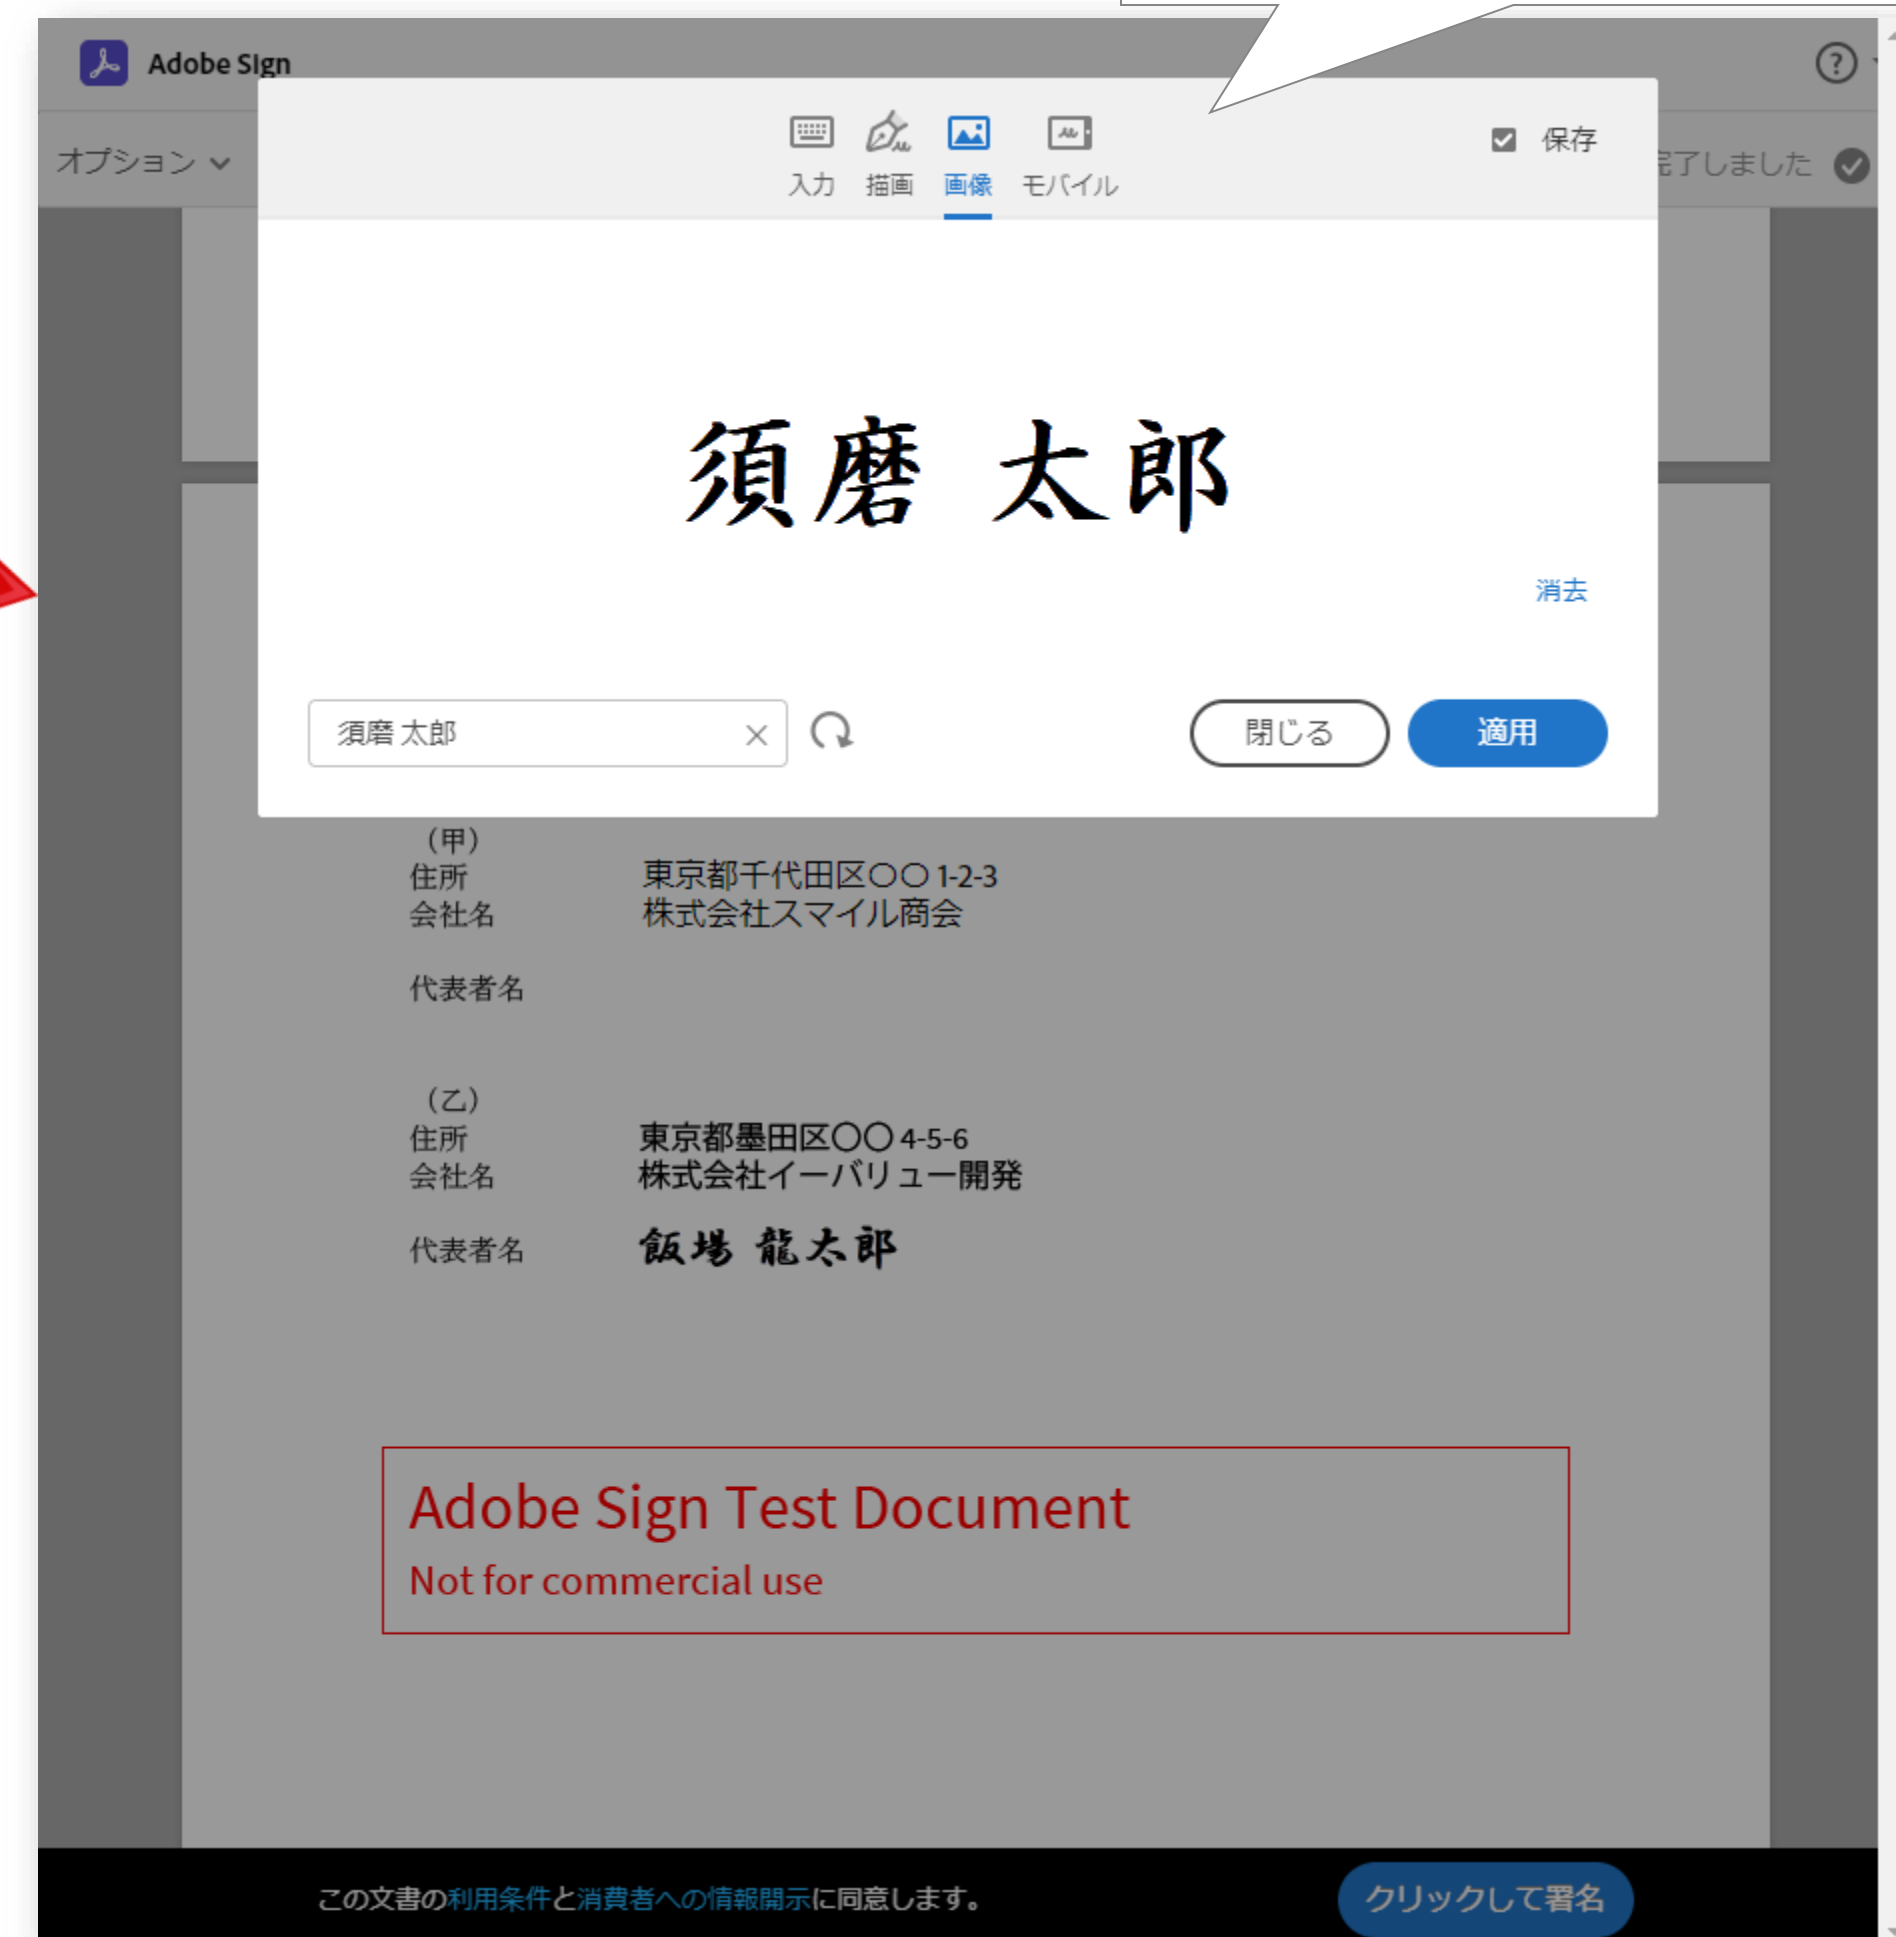 Adobe Sign
オプション
完了しました
入力 描画 画像 モバイル
保存
須磨 太郎
消去
須磨 太郎
閉じる
適用
（甲）
住所 東京都千代田区〇〇 1-2-3
会社名 株式会社スマイル商会
代表者名
（乙）
住所 東京都墨田区〇〇 4-5-6
会社名 株式会社イーバリュー開発
代表者名 飯場 龍太郎
Adobe Sign Test Document
Not for commercial use
この文書の利用条件と消費者への情報開示に同意します。
クリックして署名